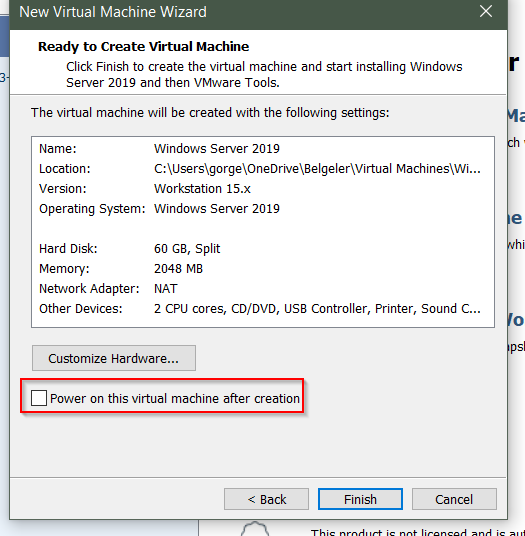 New Virtual Machine Wizard
Ready to Create Virtual Machine
Click Finish to create the virtual machine and start installing Windows
Server 2019 and then VMware Tools.
The virtual machine will be created with the following settings:
Name: Windows Server 2019
Location: C:\Users\gorge\OneDrive\Belgeler\Virtual Machines\Wi...
Version: Workstation 15.x
Operating System: Windows Server 2019
Hard Disk: 60 GB, Split
Memory: 2048 MB
Network Adapter: NAT
Other Devices: 2 CPU cores, CD/DVD, USB Controller, Printer, Sound C...
Customize Hardware...
Power on this virtual machine after creation
< Back
Finish
Cancel
This product is not licensed and is aut